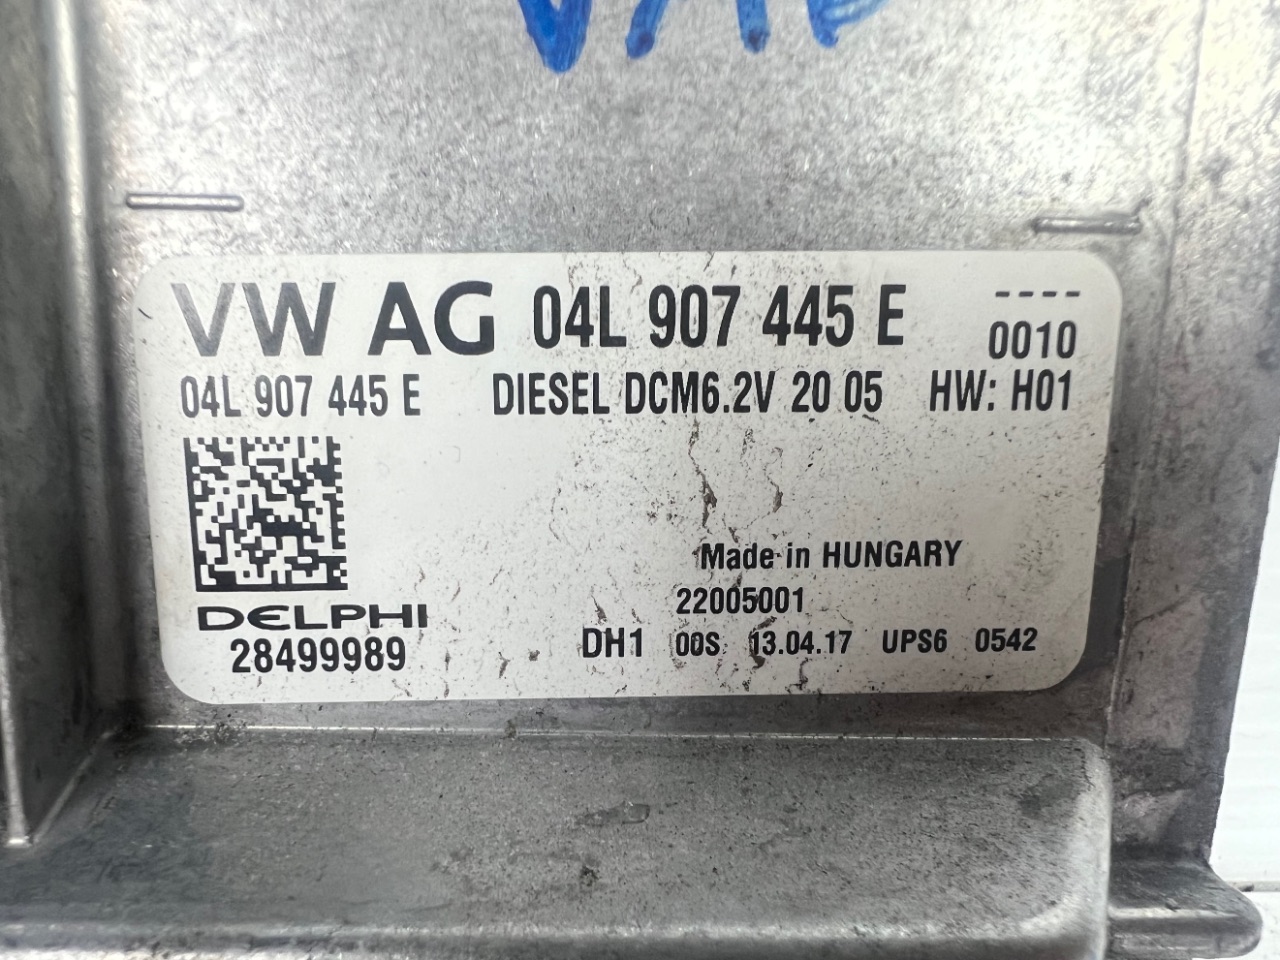 VW AG 04L 907 445 E ----
0010
04L 907 445 E DIESEL DCM6.2V 20 05 HW: H01
Made in HUNGARY
22005001
DELPHI
28499989
DH1 00S 13.04.17 UPS6 0542